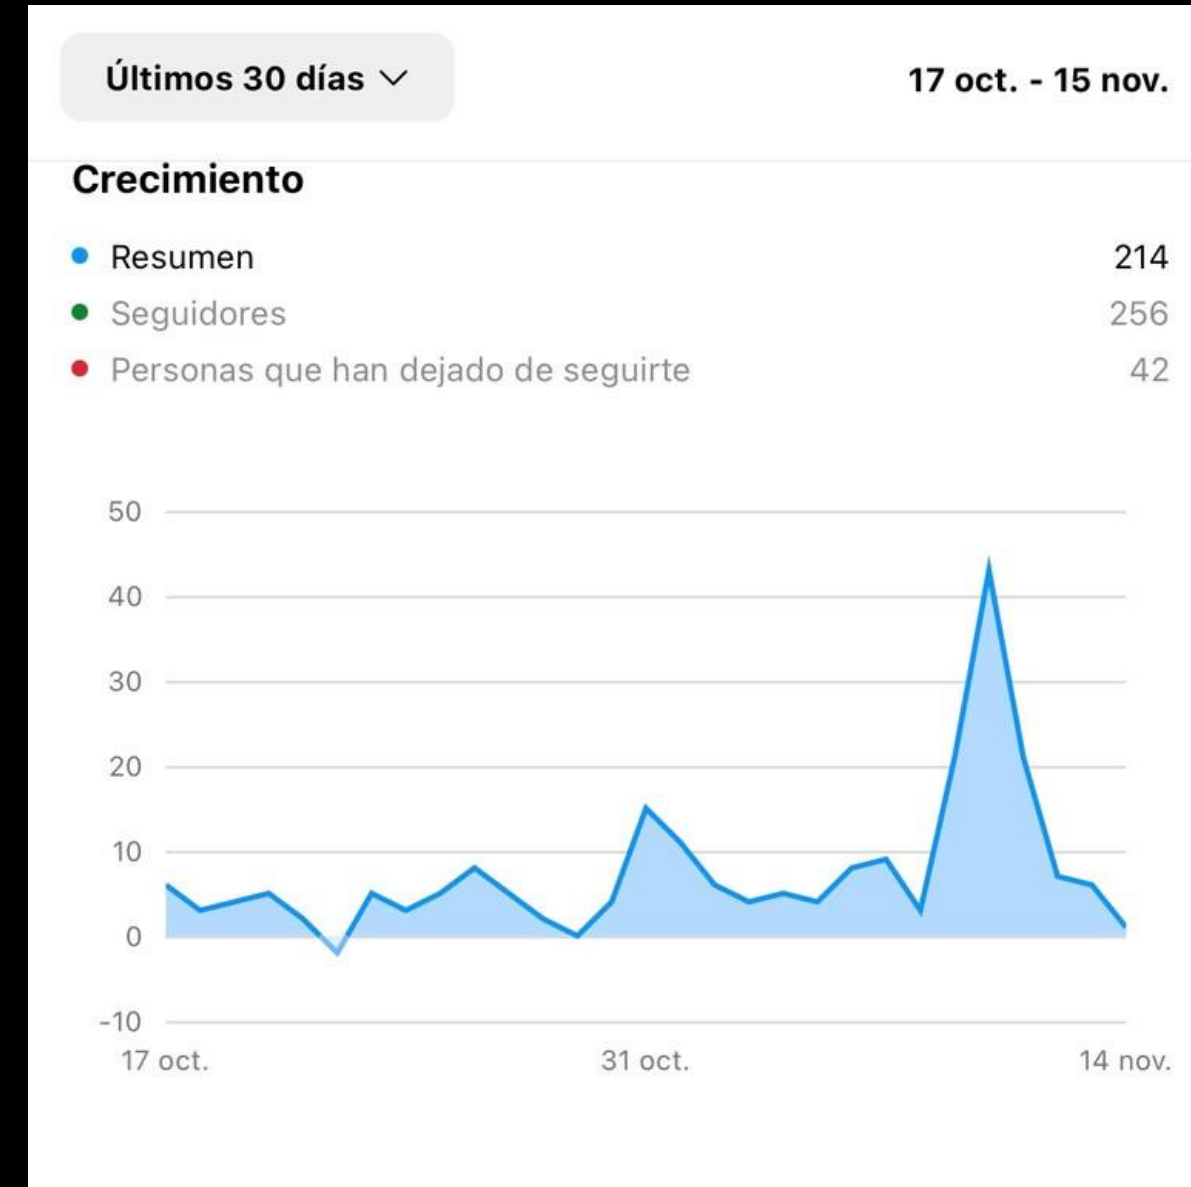 Últimos 30 días
17 oct. - 15 nov.
Crecimiento
Resumen 214
Seguidores 256
Personas que han dejado de seguirte 42
50
40
30
20
10
0
-10
17 oct. 31 oct. 14 nov.